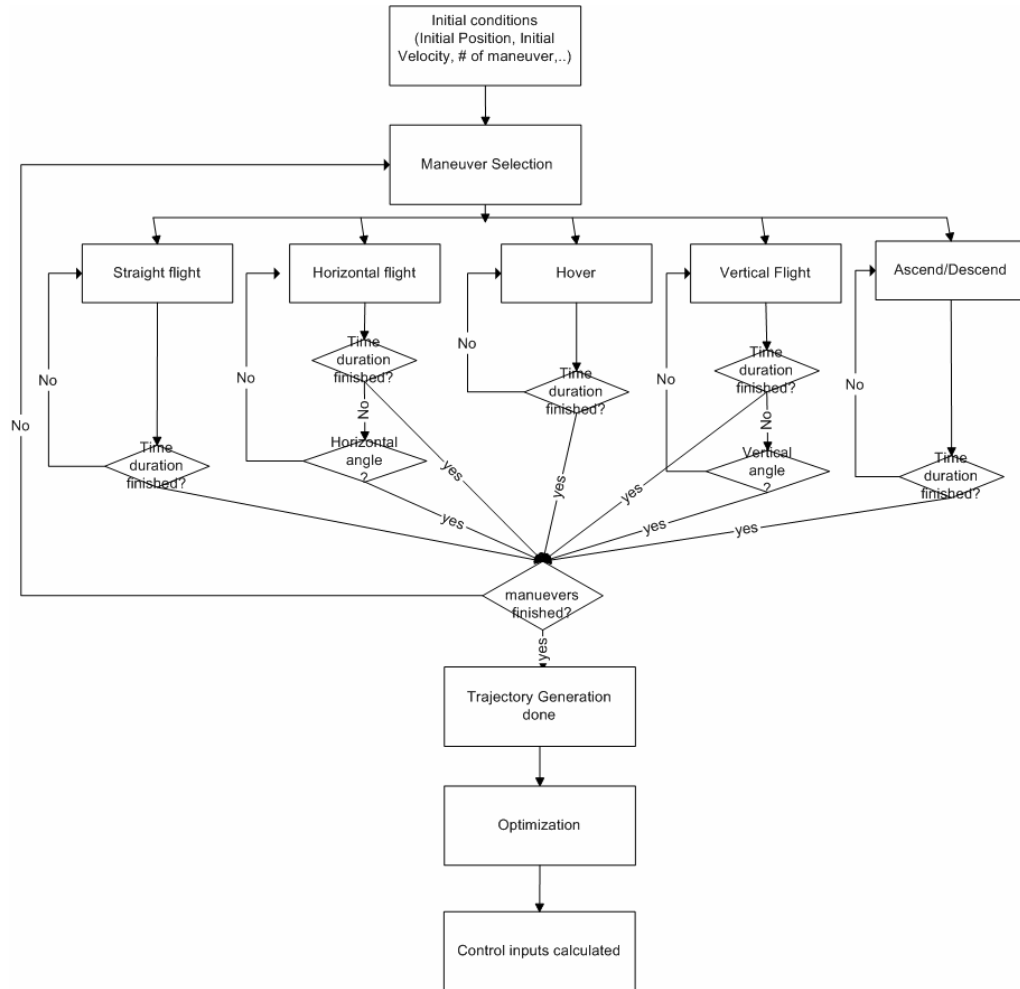 Initial conditions
(Initial Position, Initial
Velocity, # of maneuver,..)
Maneuver Selection
Straight flight
Horizontal flight
Hover
Vertical Flight
Ascend/Descend
No
No
No
No
No
No
Time
duration
finished?
Time
duration
finished?
Time
duration
finished?
Time
duration
finished?
Time
duration
finished?
No
No
Horizontal
angle
?
Vertical
angle
?
yes
yes
yes
yes
yes
yes
manuevers
finished?
yes
Trajectory Generation
done
Optimization
Control inputs calculated